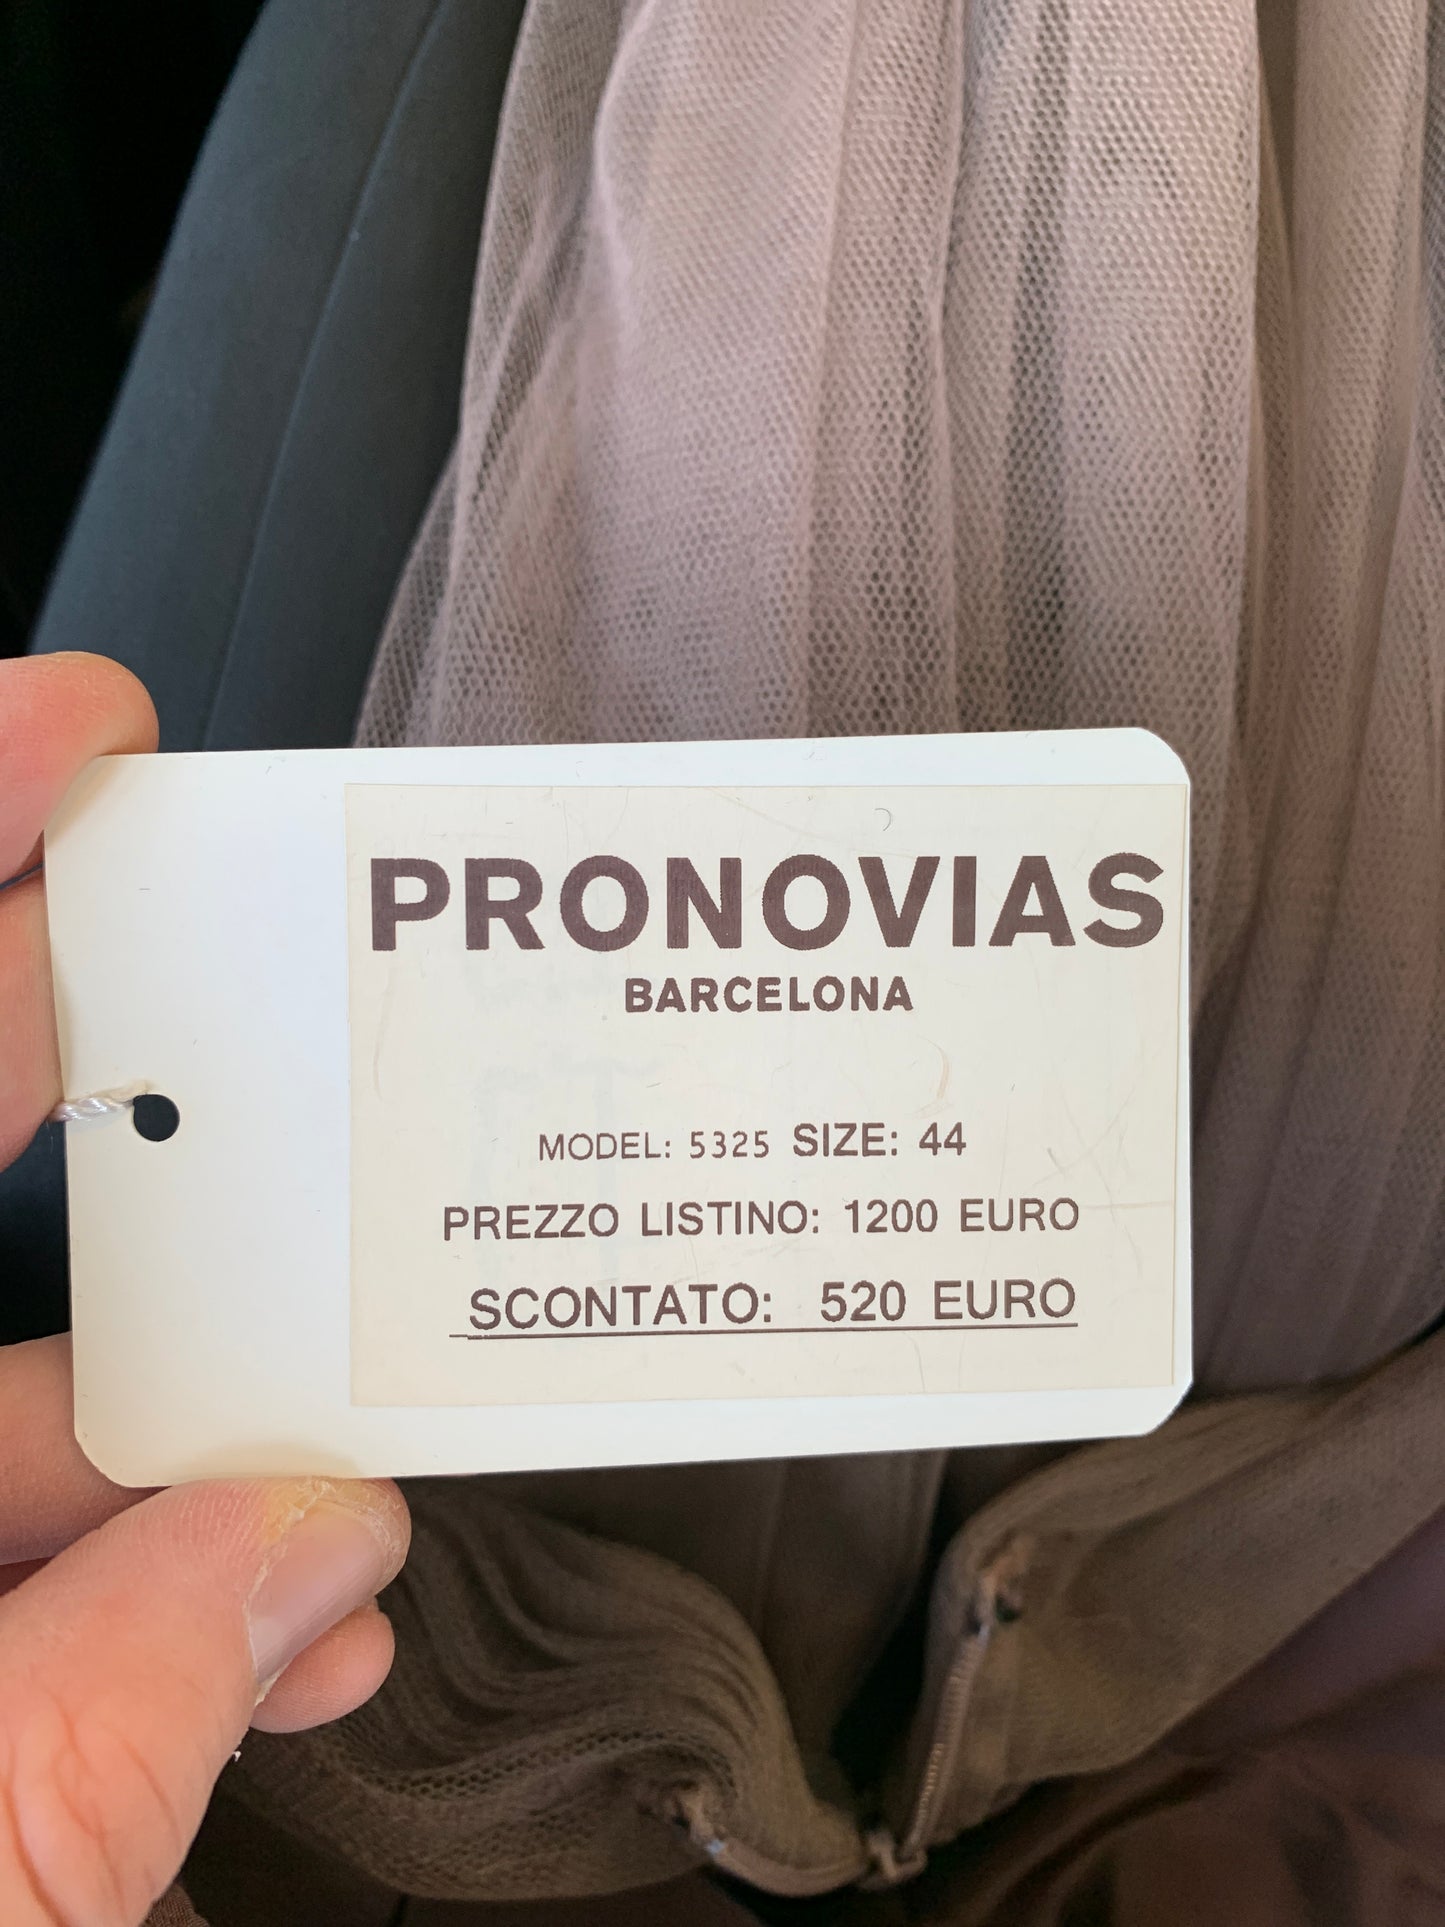 PRONOVIAS
BARCELONA
MODEL: 5325 SIZE: 44
PREZZO LISTINO: 1200 EURO
SCONTATO: 520 EURO